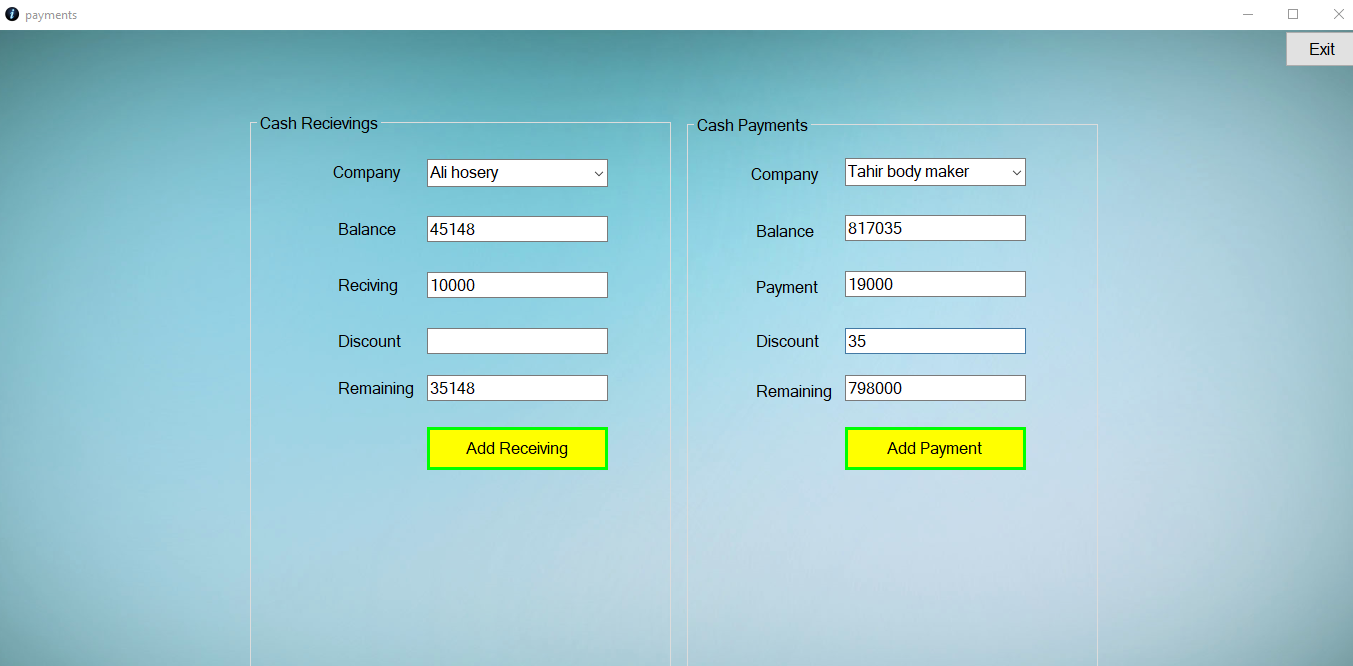 payments
Exit
Cash Recievings
Company Ali hosery
Balance 45148
Reciving 10000
Discount
Remaining 35148
Add Receiving
Cash Payments
Company Tahir body maker
Balance 817035
Payment 19000
Discount 35
Remaining 798000
Add Payment